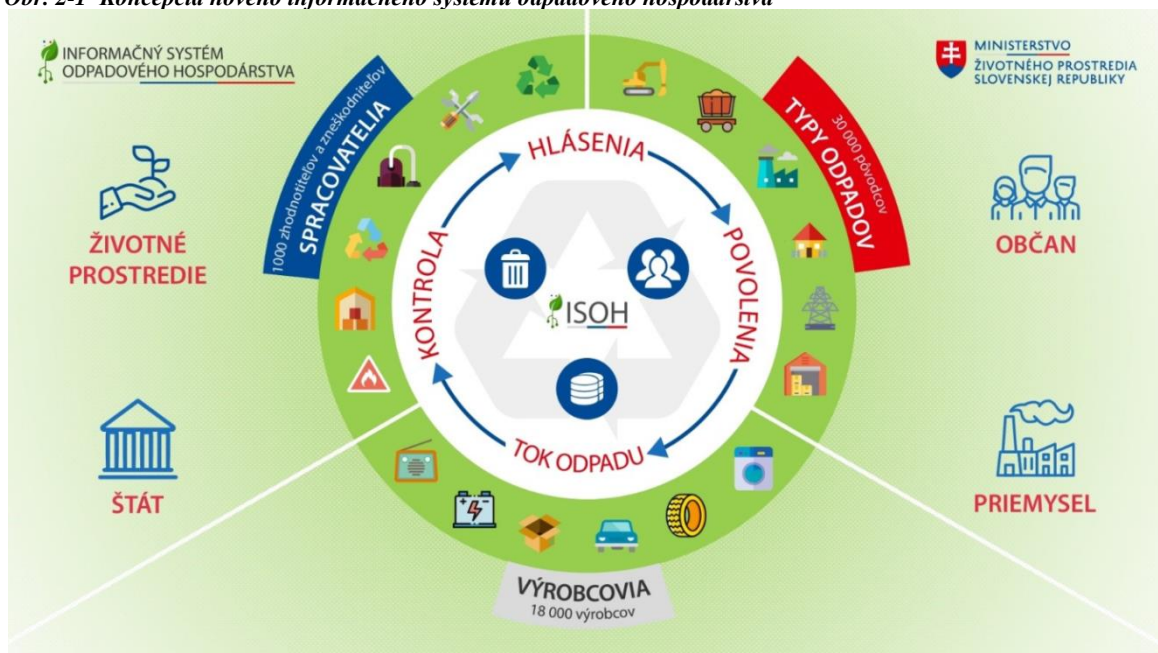 Obr. 2-1 Koncepcia nového informačného systému odpadového hospodárstva
INFORMAČNÝ SYSTÉM
ODPADOVÉHO HOSPODÁRSTVA
MINISTERSTVO
ŽIVOTNÉHO PROSTREDIA
SLOVENSKEJ REPUBLIKY
1000 zhodnotiteľov a zneškodniteľov
SPRACOVATELIA
30 000 pôvodcov
TYPY ODPADOV
ŽIVOTNÉ
PROSTREDIE
OBČAN
HLÁSENIA
POVOLENIA
TOK ODPADU
KONTROLA
ISOH
ŠTÁT
PRIEMYSEL
VÝROBCOVIA
18 000 výrobcov